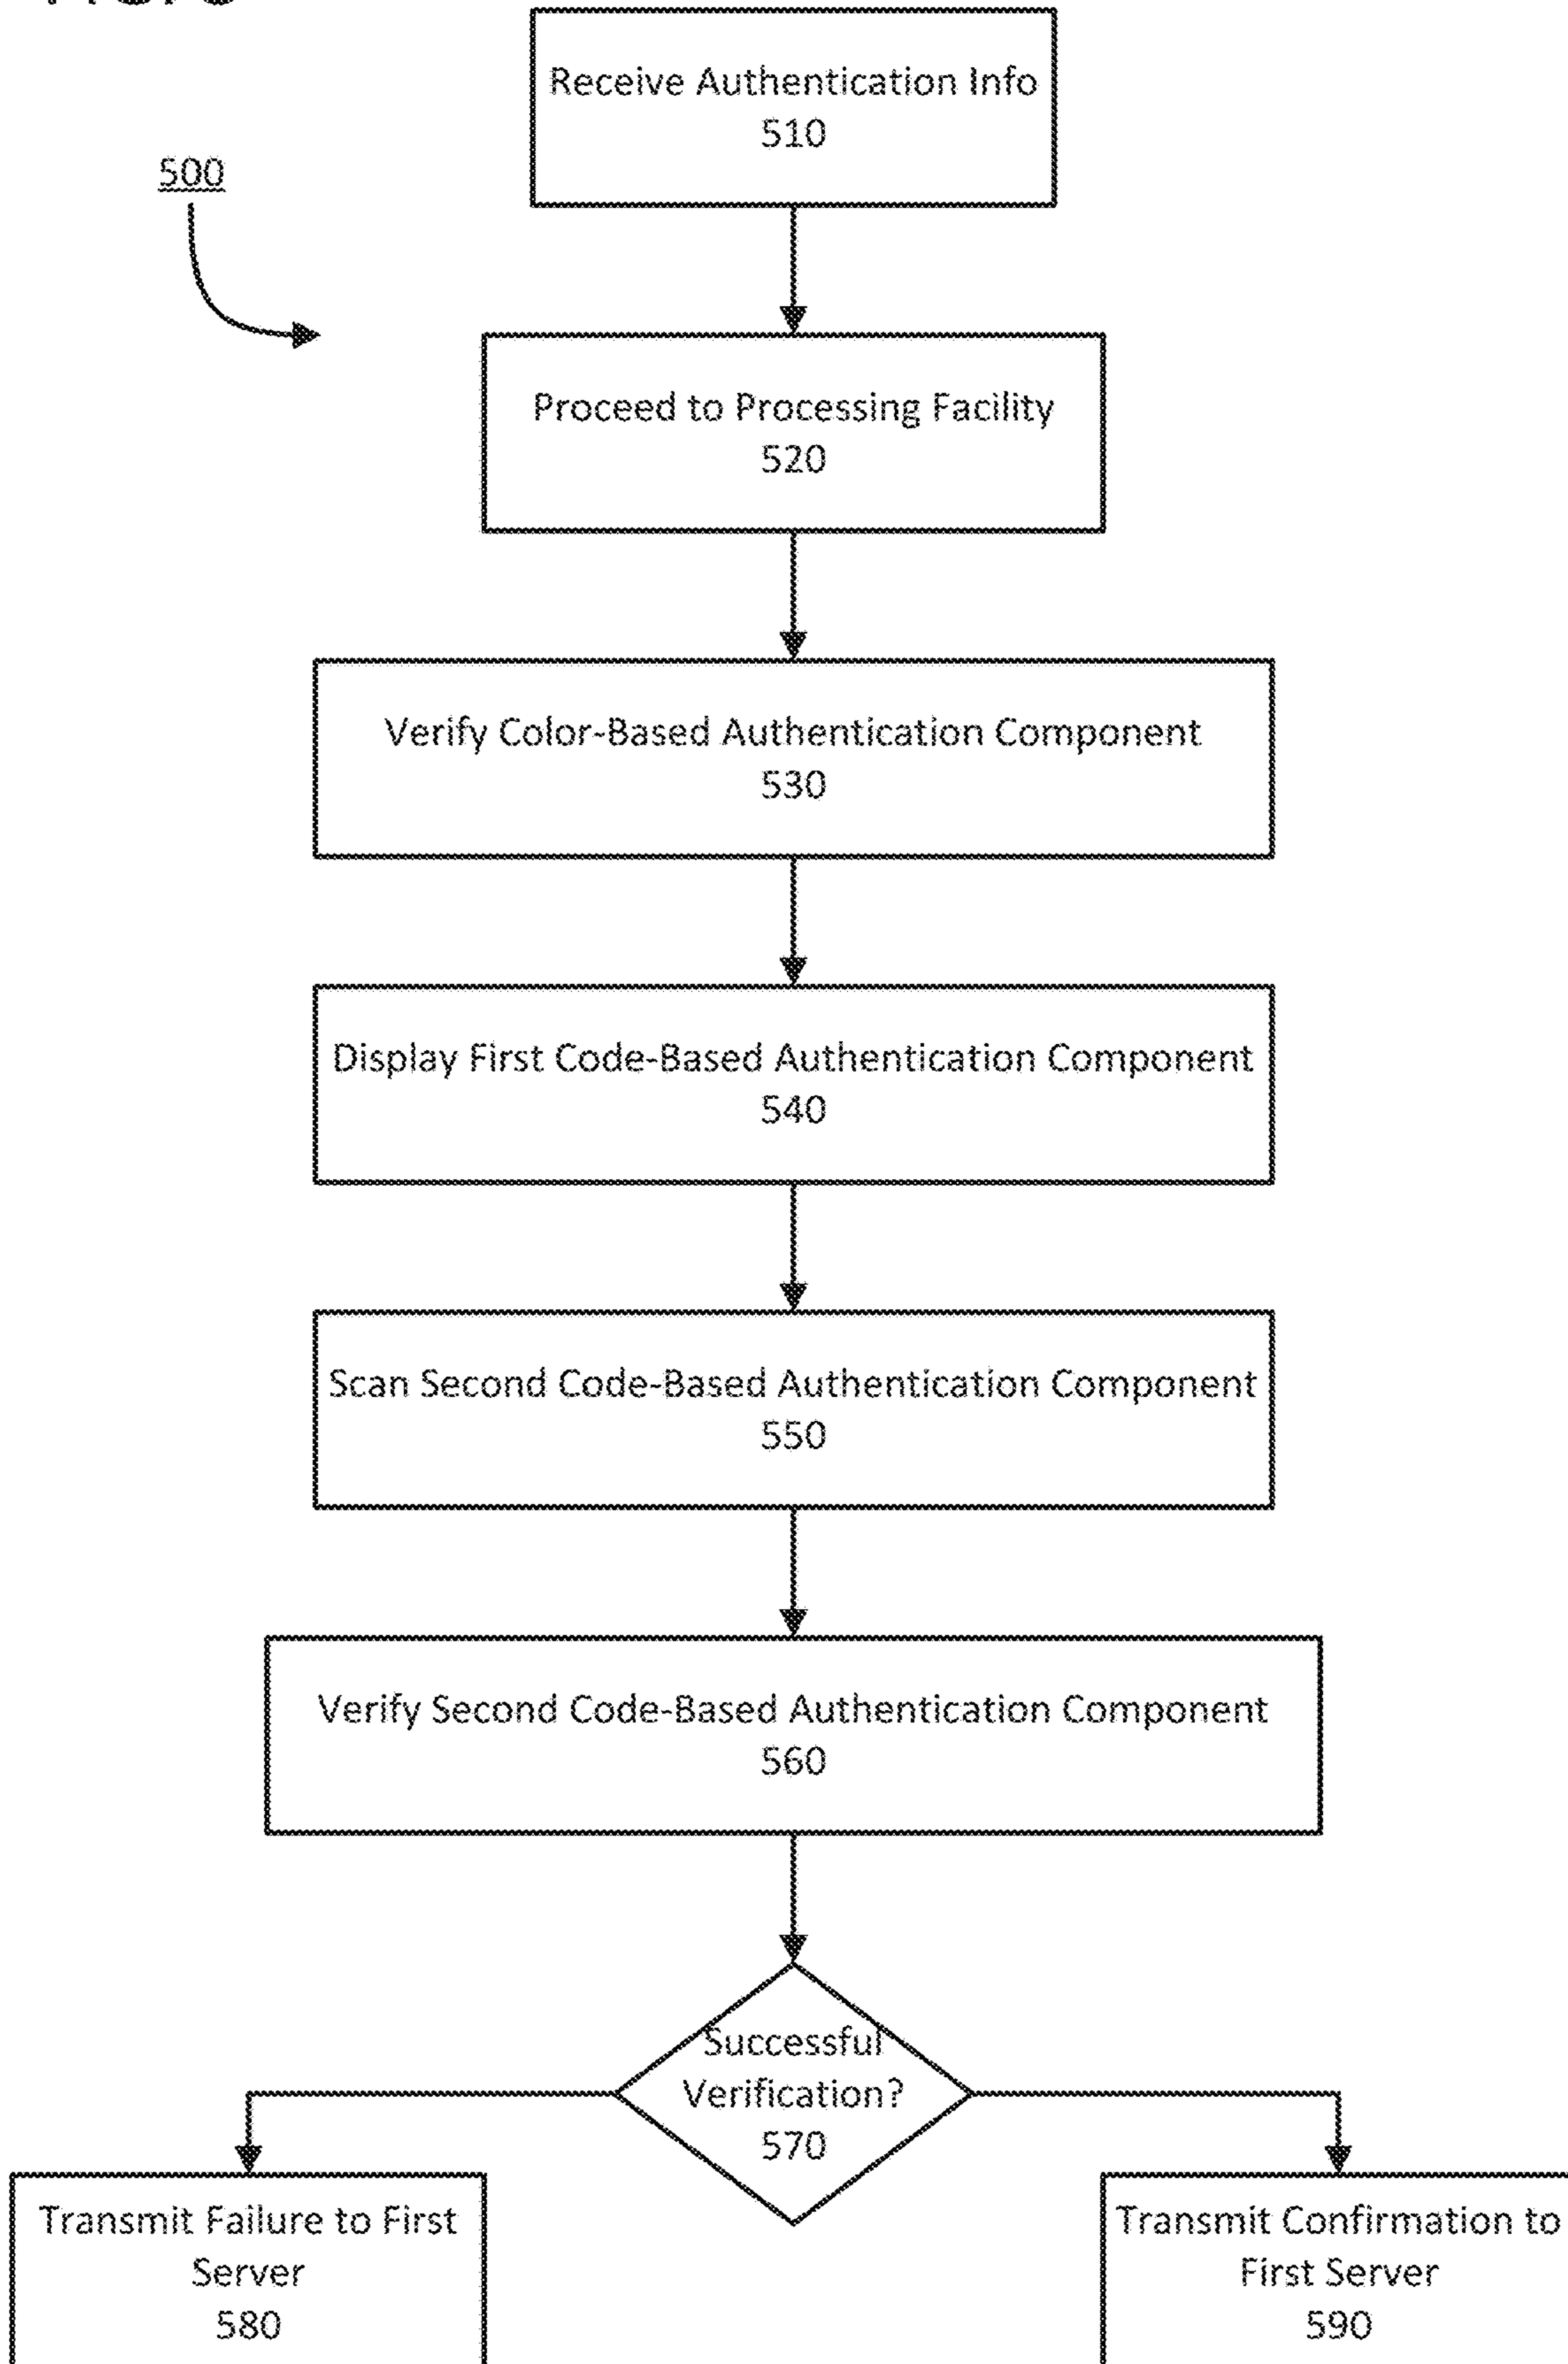 Receive Authentication Info
510
500
Proceed to Processing Facility
520
Verify Color-Based Authentication Component
530
Display First Code-Based Authentication Component
540
Scan Second Code-Based Authentication Component
550
Verify Second Code-Based Authentication Component
560
Successful
Verification?
570
Transmit Failure to First
Server
580
Transmit Confirmation to
First Server
590